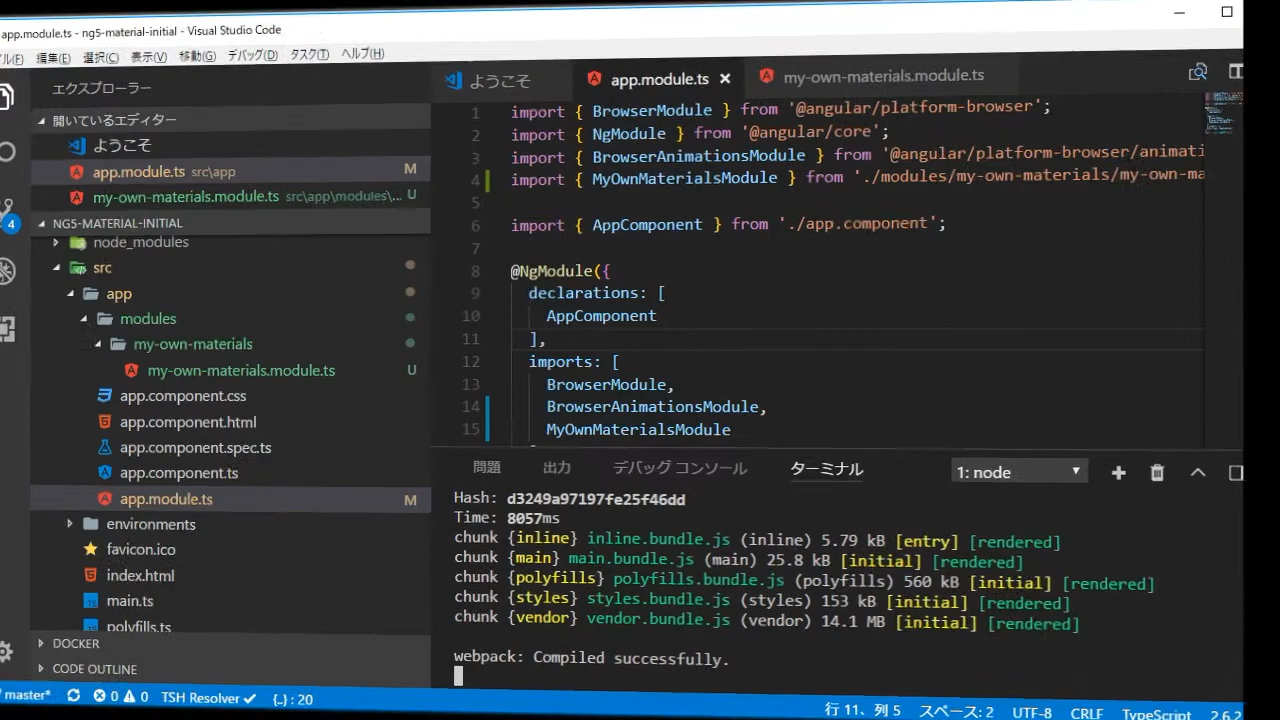 app.module.ts - ng5-material-initial - Visual Studio Code
編集(E) 選択(C) 表示(V) 移動(G) デバッグ(D) タスク(T) ヘルプ(H)
エクスプローラー
開いているエディター
ようこそ
app.module.ts src\app M
my-own-materials.module.ts src\app\modules\... U
4
NG5-MATERIAL-INITIAL
node_modules
src
app
modules
my-own-materials
my-own-materials.module.ts U
app.component.css
app.component.html
app.component.spec.ts
app.component.ts
app.module.ts M
environments
favicon.ico
index.html
main.ts
polyfills.ts
DOCKER
CODE OUTLINE
ようこそ app.module.ts × my-own-materials.module.ts
1 import { BrowserModule } from '@angular/platform-browser';
2 import { NgModule } from '@angular/core';
3 import { BrowserAnimationsModule } from '@angular/platform-browser/animati
4 import { MyOwnMaterialsModule } from './modules/my-own-materials/my-own-ma
5
6 import { AppComponent } from './app.component';
7
8 @NgModule({
9 declarations: [
10 AppComponent
11 ],
12 imports: [
13 BrowserModule,
14 BrowserAnimationsModule,
15 MyOwnMaterialsModule
問題 出力 デバッグ コンソール ターミナル 1: node
Hash: d3249a97197fe25f46dd
Time: 8057ms
chunk {inline} inline.bundle.js (inline) 5.79 kB [entry] [rendered]
chunk {main} main.bundle.js (main) 25.8 kB [initial] [rendered]
chunk {polyfills} polyfills.bundle.js (polyfills) 560 kB [initial] [rendered]
chunk {styles} styles.bundle.js (styles) 153 kB [initial] [rendered]
chunk {vendor} vendor.bundle.js (vendor) 14.1 MB [initial] [rendered]
webpack: Compiled successfully.
master* 0 0 TSH Resolver ✓ {..} : 20 行 11、列 5 スペース: 2 UTF-8 CRLF TypeScript 2.6.2